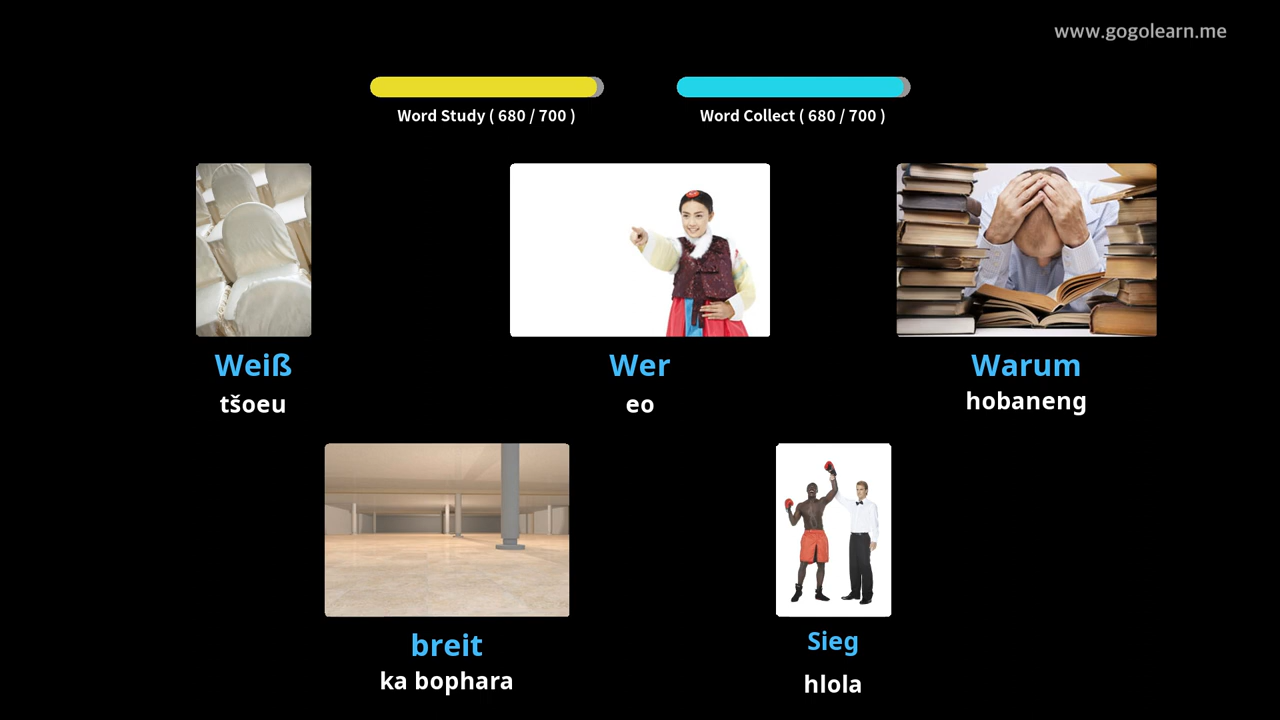 www.gogolearn.me
Word Study ( 680 / 700 )
Word Collect ( 680 / 700 )
Weiß
tšoeu
Wer
eo
Warum
hobaneng
breit
ka bophara
Sieg
hlola